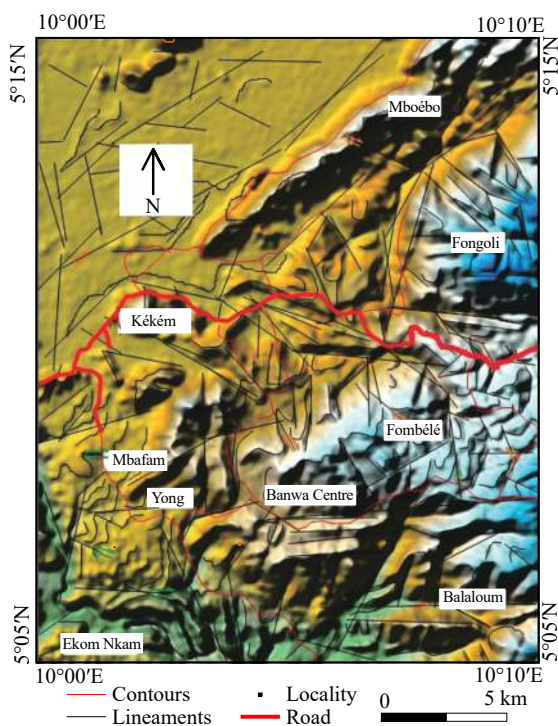 10°00′E 10°10′E
5°15′N 5°15′N
Mboébo
N
Fongoli
Kékém
Fombélé
Mbafam
Yong Banwa Centre
Balaloum
5°05′N 5°05′N
Ekom Nkam
10°00′E 10°10′E
Contours Locality 0 5 km
Lineaments Road